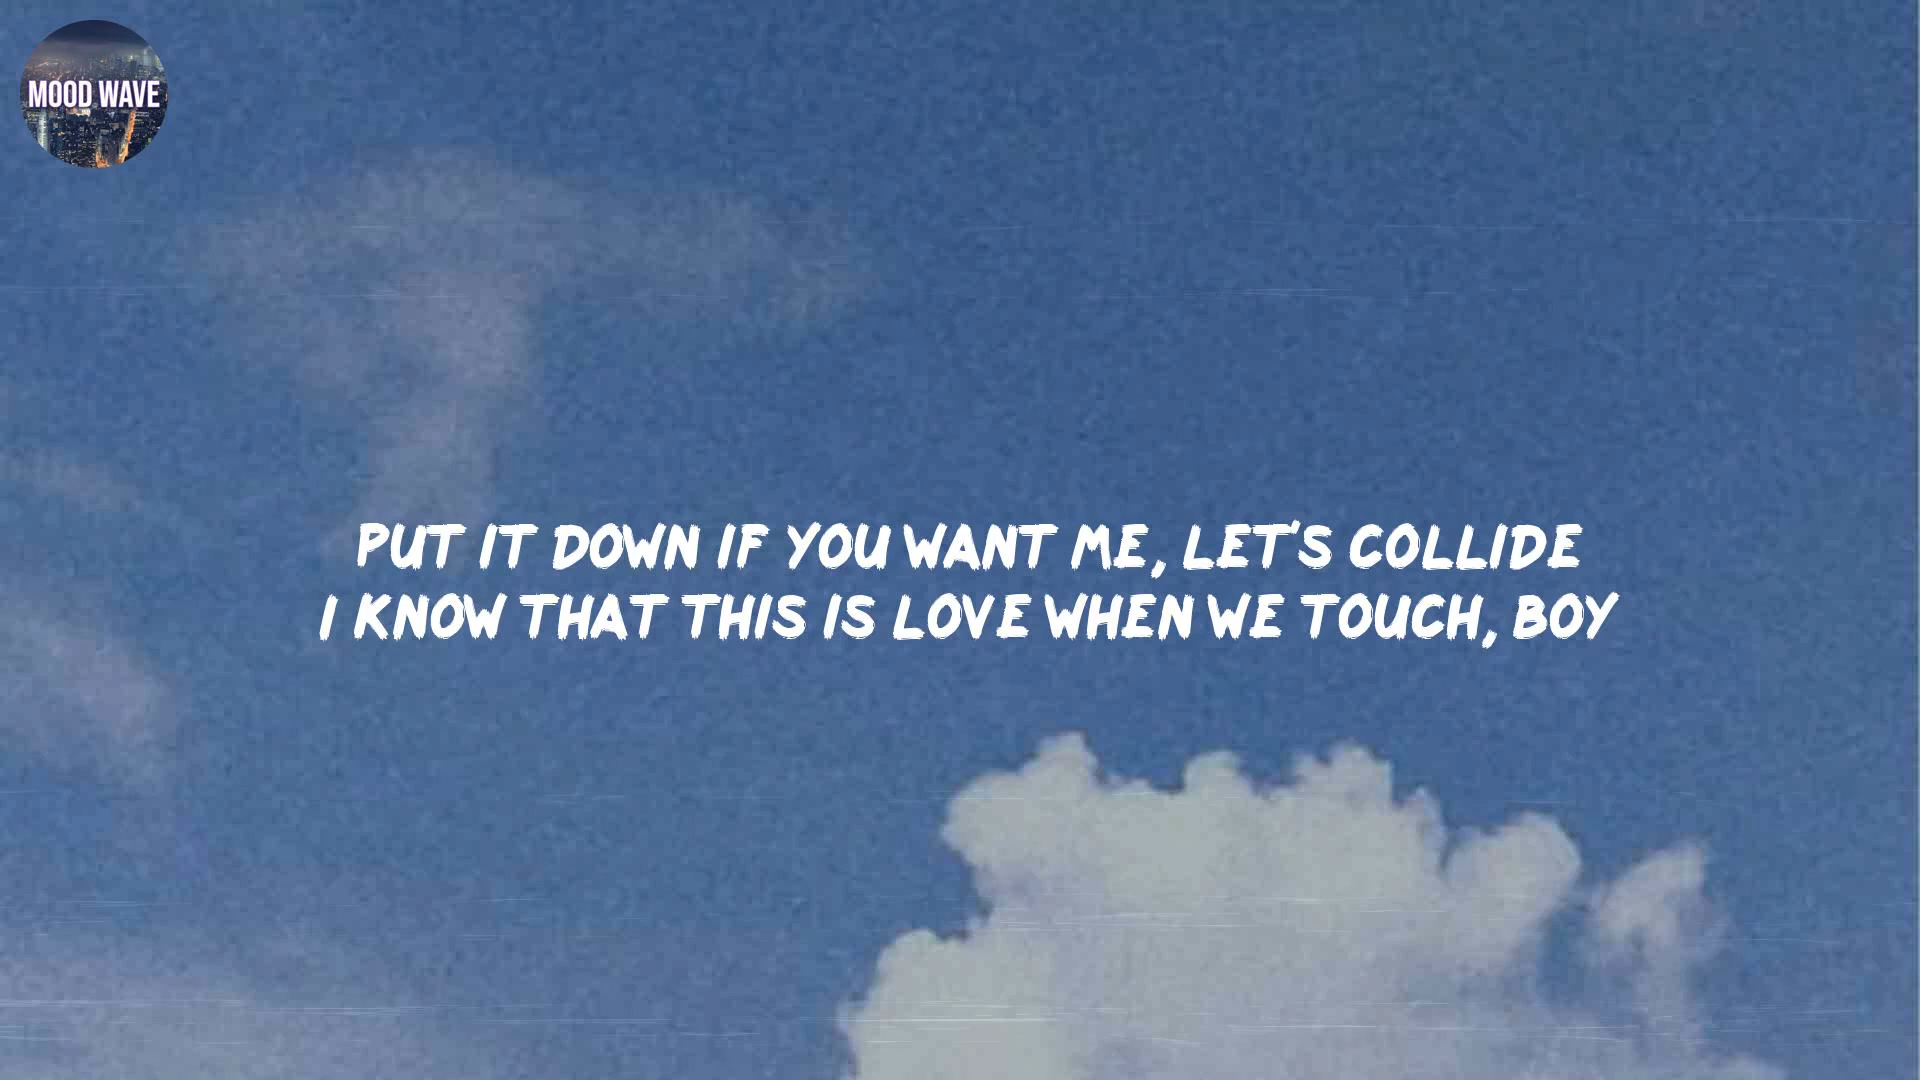 MOOD WAVE
PUT IT DOWN IF YOU WANT ME, LET'S COLLIDE
I KNOW THAT THIS IS LOVE WHEN WE TOUCH, BOY